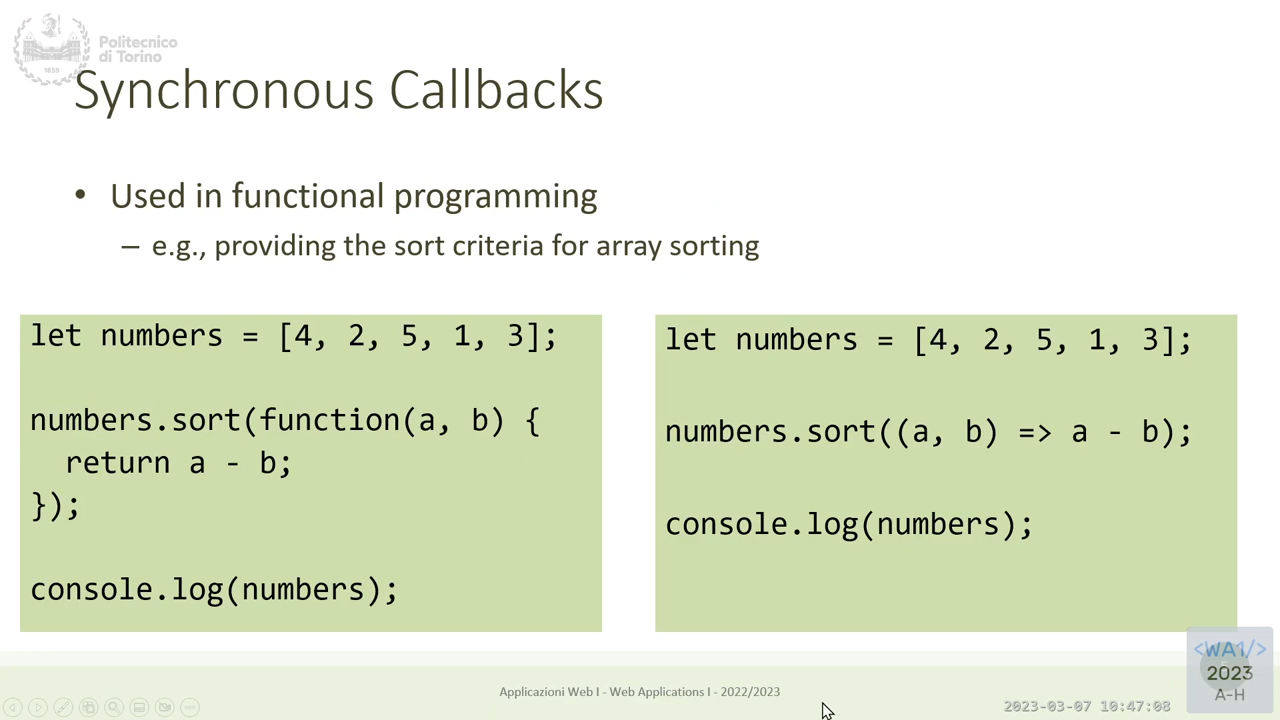 Politecnico
di Torino
1859
Synchronous Callbacks
• Used in functional programming
– e.g., providing the sort criteria for array sorting
let numbers = [4, 2, 5, 1, 3];
numbers.sort(function(a, b) {
  return a - b;
});
console.log(numbers);
let numbers = [4, 2, 5, 1, 3];
numbers.sort((a, b) => a - b);
console.log(numbers);
Applicazioni Web I - Web Applications I - 2022/2023
2023-03-07 10:47:08
<WA1/>
2023
A-H